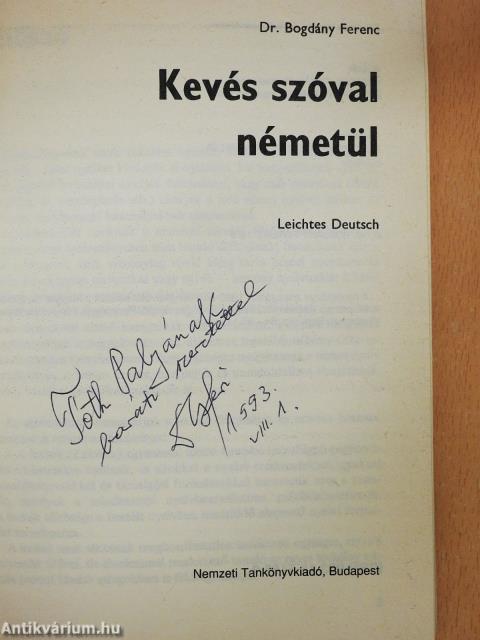 Dr. Bogdány Ferenc
Kevés szóval
németül
Leichtes Deutsch
Tóth Palyának
baráti szeretettel
1993.
VIII. 1.
Nemzeti Tankönyvkiadó, Budapest
Antikvárium.hu